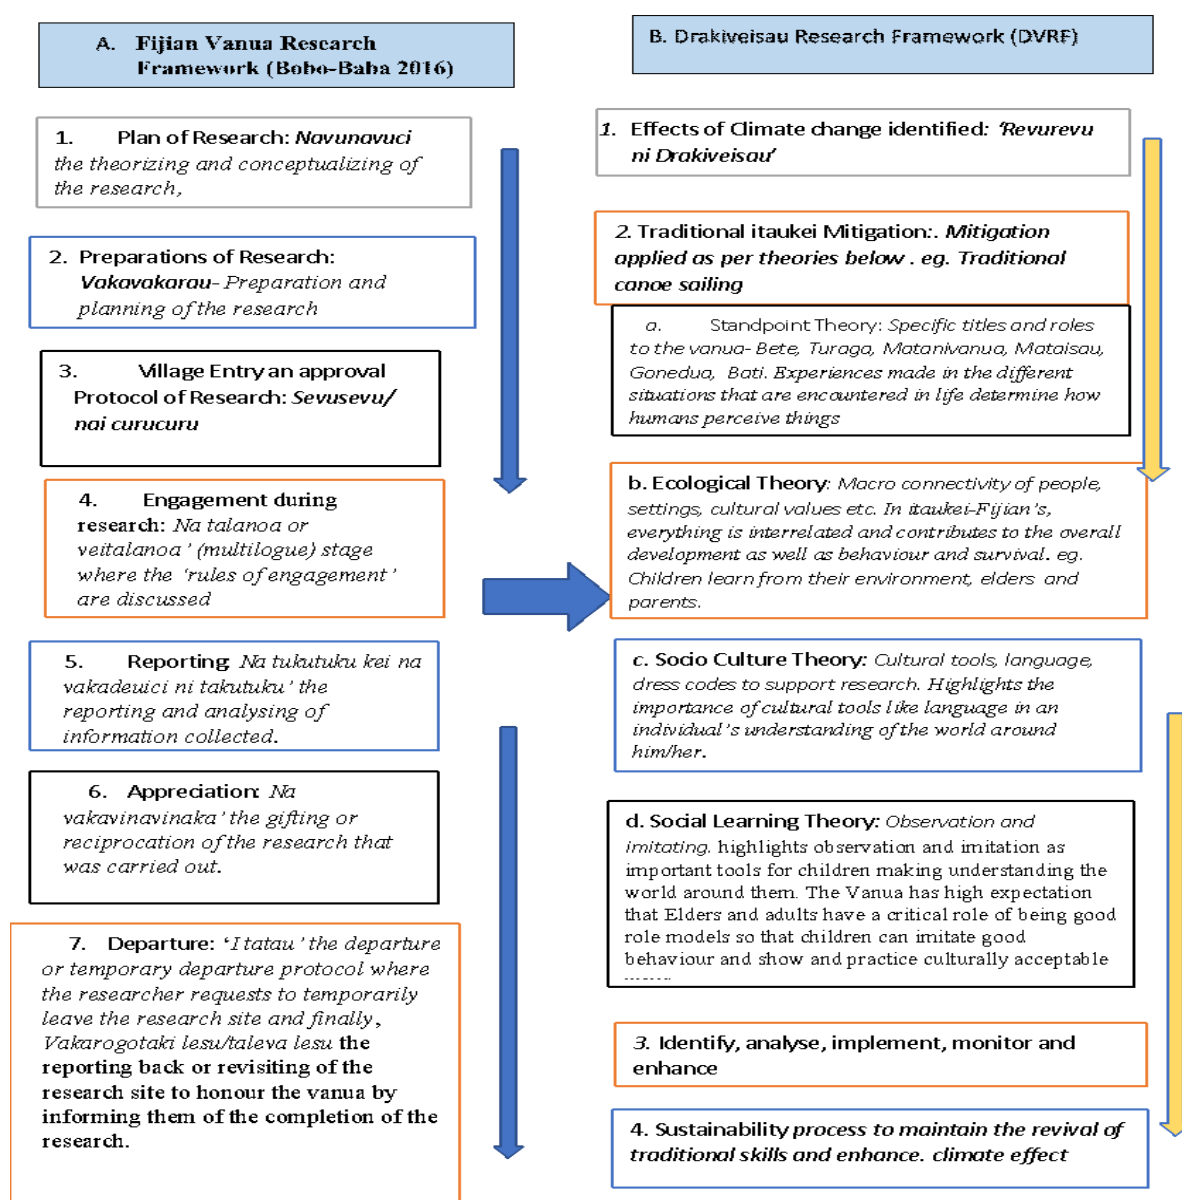 A. Fijian Vanua Research
Framework (Bobo-Baba 2016)
1. Plan of Research: Navunavuci
the theorizing and conceptualizing of
the research,
2. Preparations of Research:
Vakavakarau- Preparation and
planning of the research
3. Village Entry an approval
Protocol of Research: Sevusevu/
nai curucuru
4. Engagement during
research: Na talanoa or
veitalanoa’ (multilogue) stage
where the ‘rules of engagement’
are discussed
5. Reporting: Na tukutuku kei na
vakadeuici ni takutuku’ the
reporting and analysing of
information collected.
6. Appreciation: Na
vakavinavinaka’ the gifting or
reciprocation of the research that
was carried out.
7. Departure: ‘I tatau’ the departure
or temporary departure protocol where
the researcher requests to temporarily
leave the research site and finally,
Vakarogotaki lesu/taleva lesu the
reporting back or revisiting of the
research site to honour the vanua by
informing them of the completion of the
research.
B. Drakiveisau Research Framework (DVRF)
1. Effects of Climate change identified: ‘Revurevu
ni Drakiveisau’
2. Traditional itaukei Mitigation:. Mitigation
applied as per theories below . eg. Traditional
canoe sailing
a. Standpoint Theory: Specific titles and roles
to the vanua- Bete, Turaga, Matanivanua, Mataisau,
Gonedua, Bati. Experiences made in the different
situations that are encountered in life determine how
humans perceive things
b. Ecological Theory: Macro connectivity of people,
settings, cultural values etc. In itaukei-Fijian’s,
everything is interrelated and contributes to the overall
development as well as behaviour and survival. eg.
Children learn from their environment, elders and
parents.
c. Socio Culture Theory: Cultural tools, language,
dress codes to support research. Highlights the
importance of cultural tools like language in an
individual’s understanding of the world around
him/her.
d. Social Learning Theory: Observation and
imitating. highlights observation and imitation as
important tools for children making understanding the
world around them. The Vanua has high expectation
that Elders and adults have a critical role of being good
role models so that children can imitate good
behaviour and show and practice culturally acceptable
3. Identify, analyse, implement, monitor and
enhance
4. Sustainability process to maintain the revival of
traditional skills and enhance. climate effect